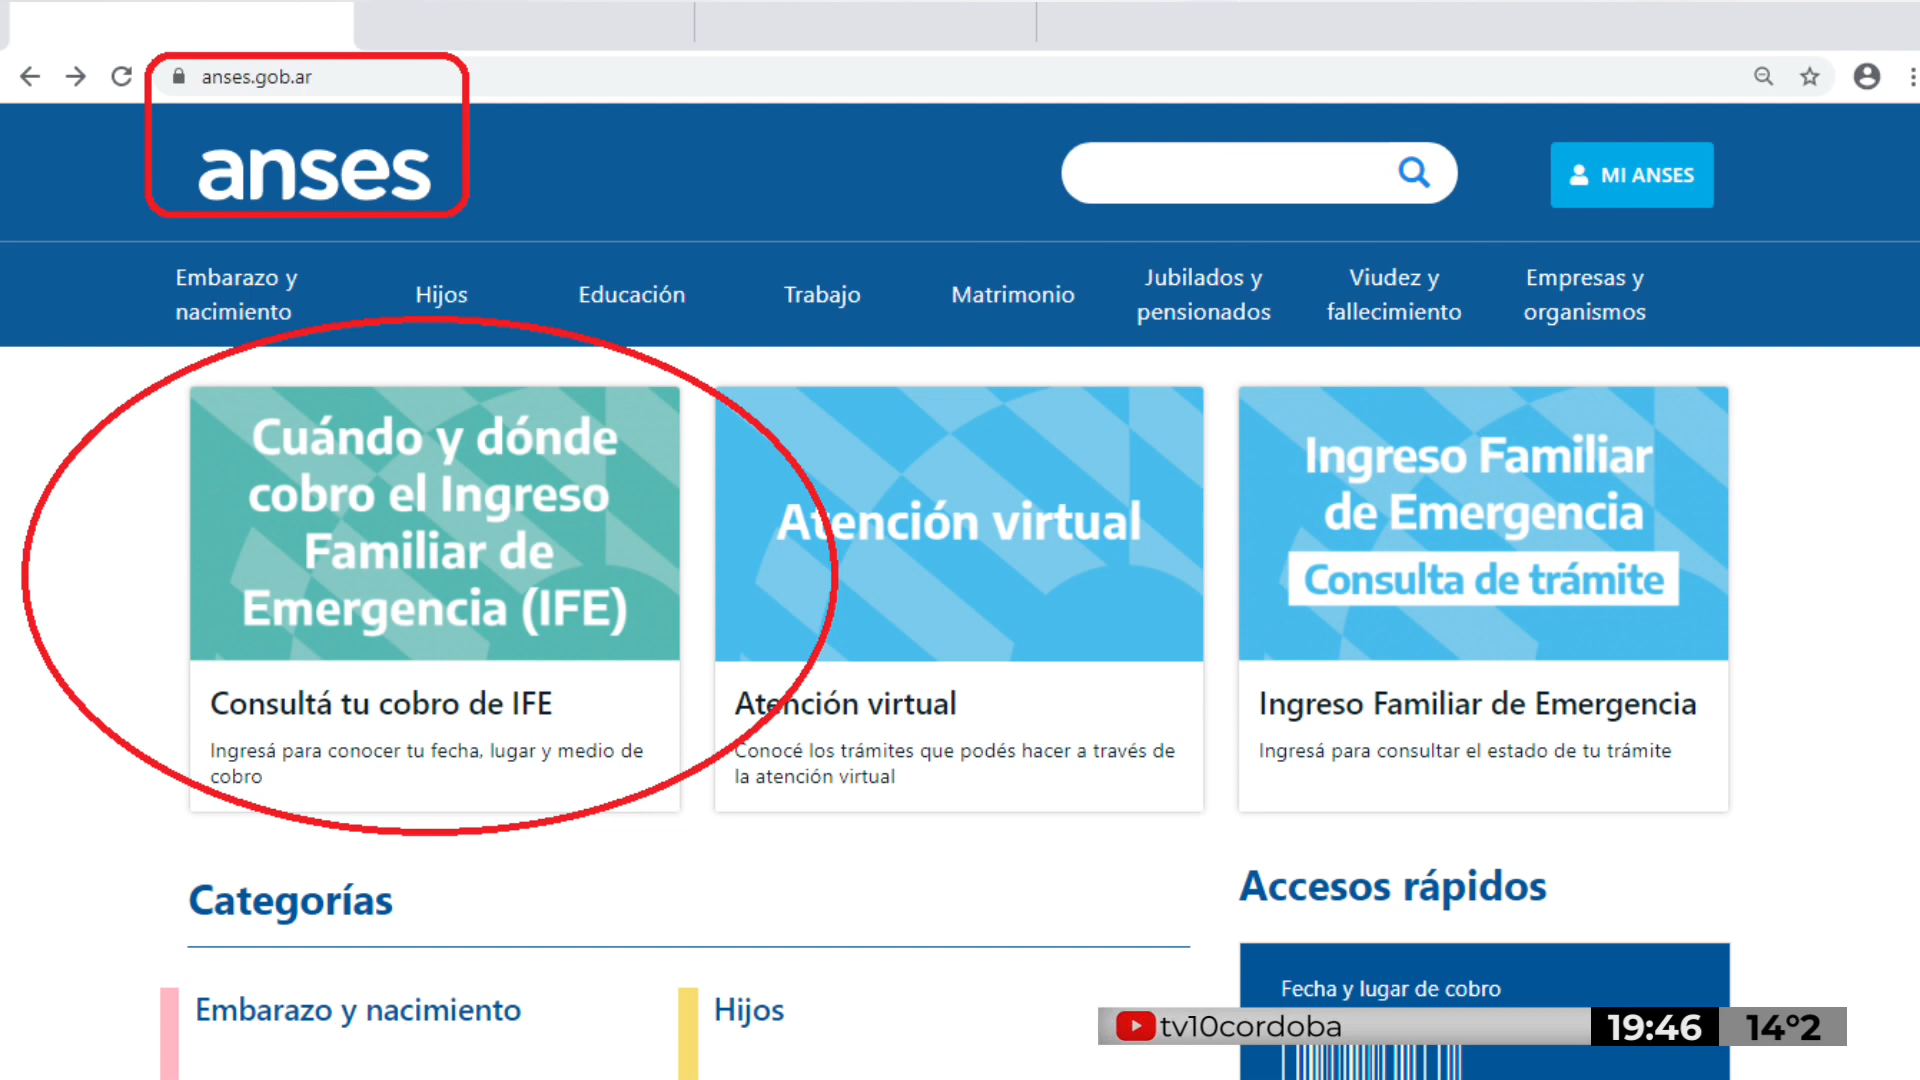 anses.gob.ar
anses
MI ANSES
Embarazo y
nacimiento
Hijos
Educación
Trabajo
Matrimonio
Jubilados y
pensionados
Viudez y
fallecimiento
Empresas y
organismos
Cuándo y dónde
cobro el Ingreso
Familiar de
Emergencia (IFE)
Consultá tu cobro de IFE
Ingresá para conocer tu fecha, lugar y medio de
cobro
Atención virtual
Atención virtual
Conocé los trámites que podés hacer a través de
la atención virtual
Ingreso Familiar
de Emergencia
Consulta de trámite
Ingreso Familiar de Emergencia
Ingresá para consultar el estado de tu trámite
Categorías
Embarazo y nacimiento
Hijos
Accesos rápidos
Fecha y lugar de cobro
tv10cordoba
19:46
14°2